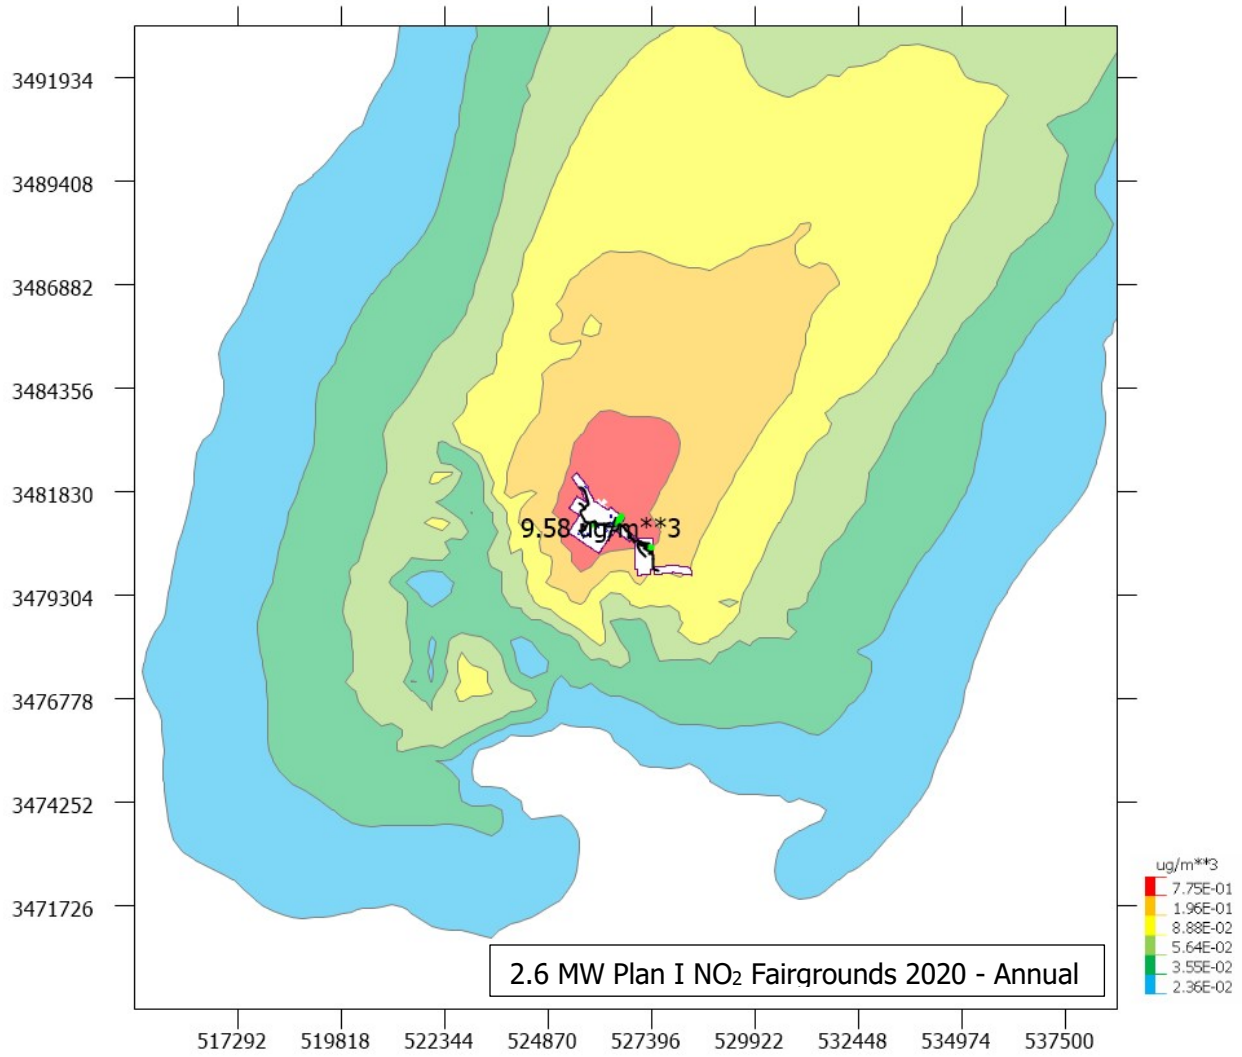 3491934
3489408
3486882
3484356
3481830
9.58 ug/m**3
3479304
3476778
3474252
3471726
ug/m**3
7.75E-01
1.96E-01
8.88E-02
5.64E-02
3.55E-02
2.36E-02
2.6 MW Plan I NO₂ Fairgrounds 2020 - Annual
517292 519818 522344 524870 527396 529922 532448 534974 537500